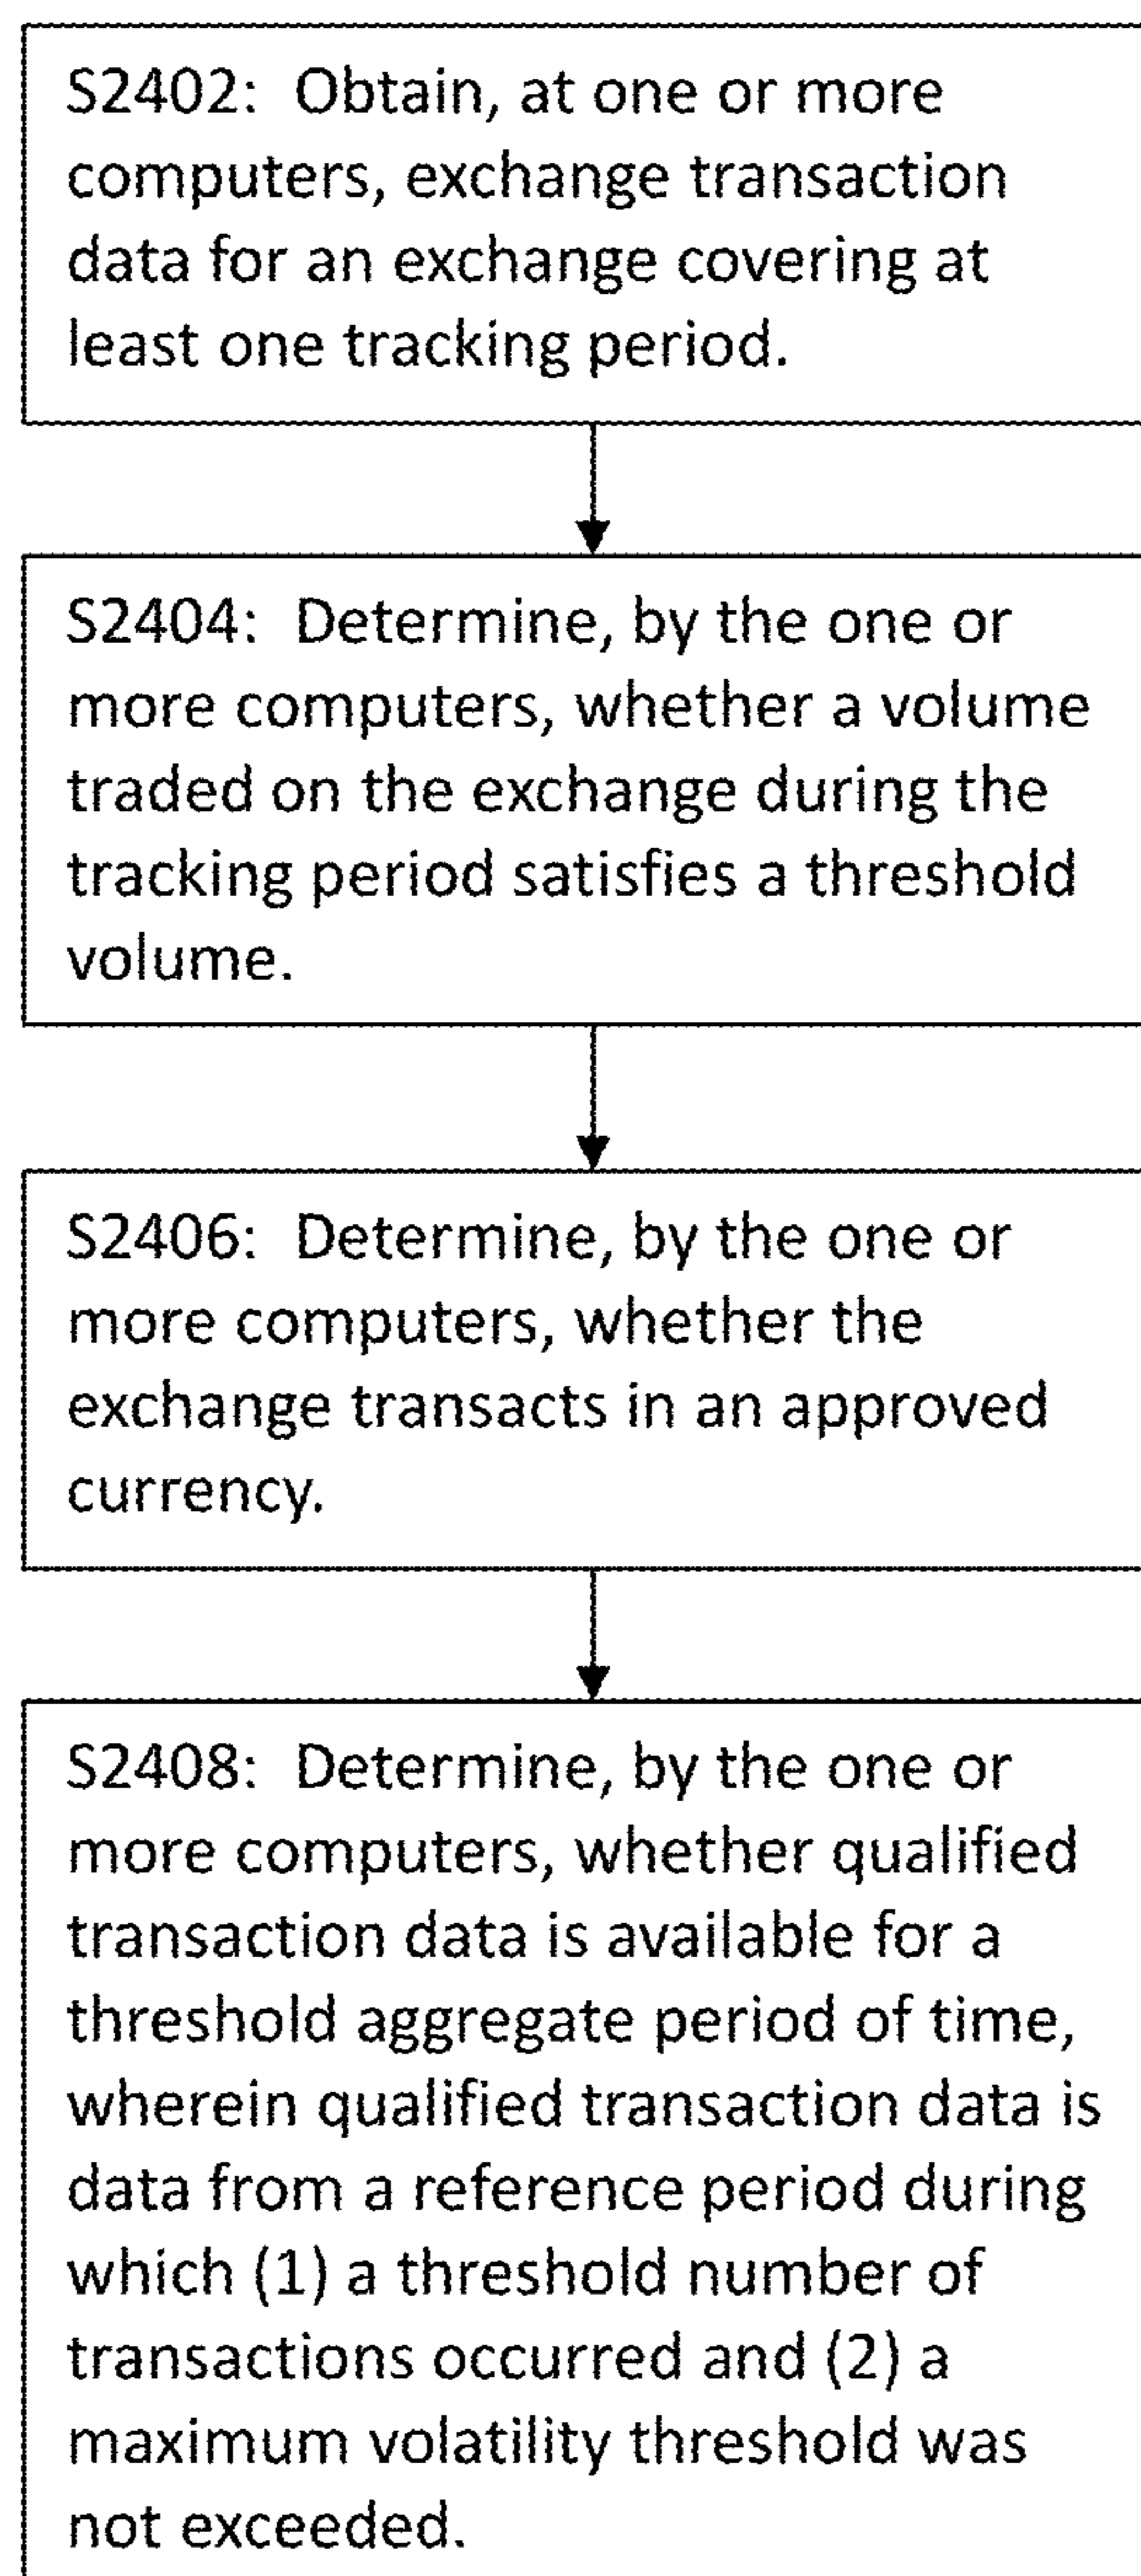 S2402: Obtain, at one or more
computers, exchange transaction
data for an exchange covering at
least one tracking period.
S2404: Determine, by the one or
more computers, whether a volume
traded on the exchange during the
tracking period satisfies a threshold
volume.
S2406: Determine, by the one or
more computers, whether the
exchange transacts in an approved
currency.
S2408: Determine, by the one or
more computers, whether qualified
transaction data is available for a
threshold aggregate period of time,
wherein qualified transaction data is
data from a reference period during
which (1) a threshold number of
transactions occurred and (2) a
maximum volatility threshold was
not exceeded.